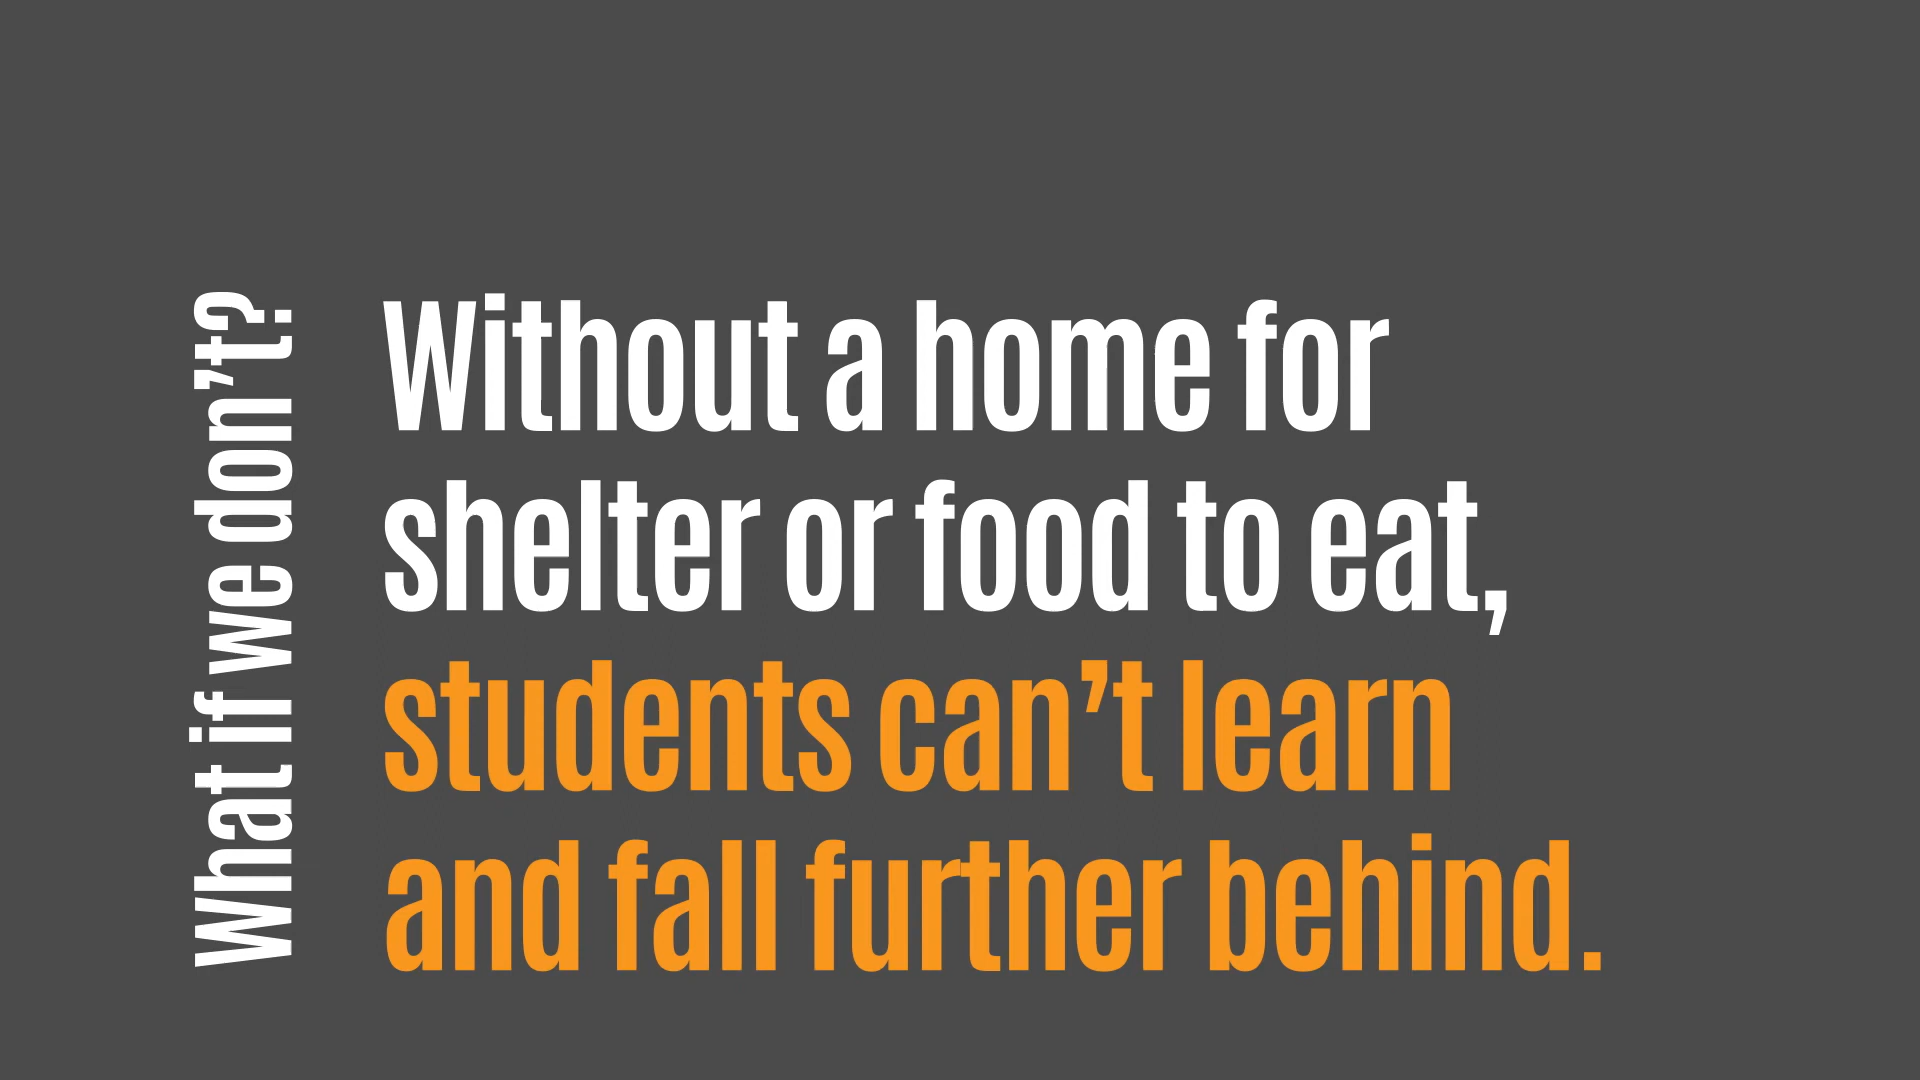 What if we don’t?
Without a home for
shelter or food to eat,
students can’t learn
and fall further behind.